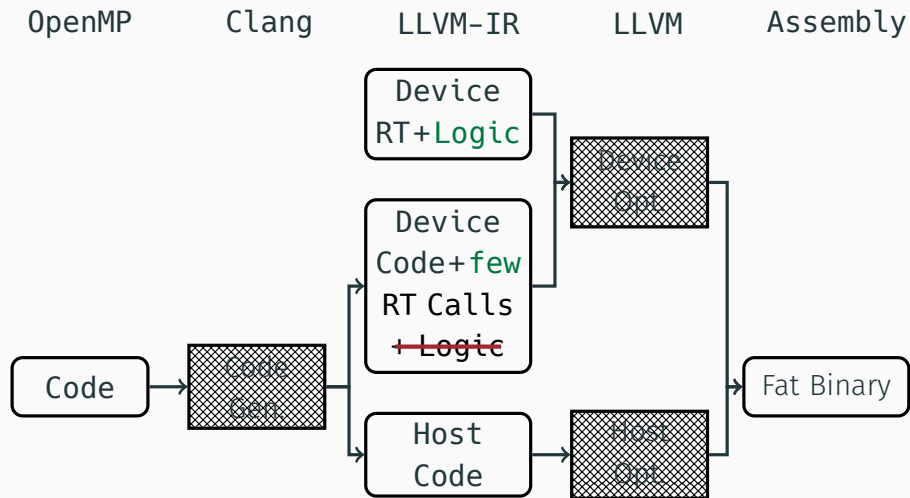 OpenMP Clang LLVM-IR LLVM Assembly
Device
RT+Logic
Device
Opt.
Device
Code+few
RT Calls
+ Logic
Code
Gen.
Code
Fat Binary
Host
Code
Host
Opt.